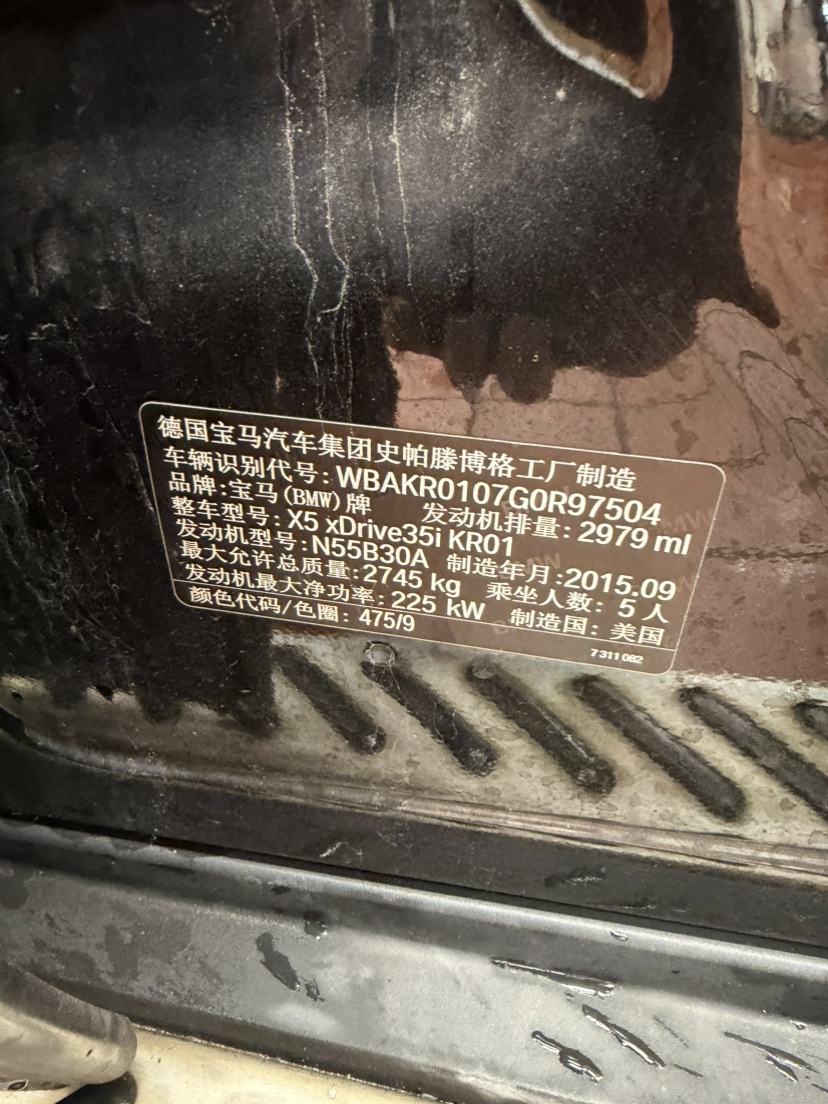 德国宝马汽车集团史帕滕博格工厂制造
车辆识别代号：WBAKR0107G0R97504
品牌：宝马(BMW)牌 发动机排量：2979 ml
整车型号：X5 xDrive35i KR01
发动机型号：N55B30A 制造年月：2015.09
最大允许总质量：2745 kg 乘坐人数：5 人
发动机最大净功率：225 kW 制造国：美国
颜色代码/色圈：475/9
7 311 082